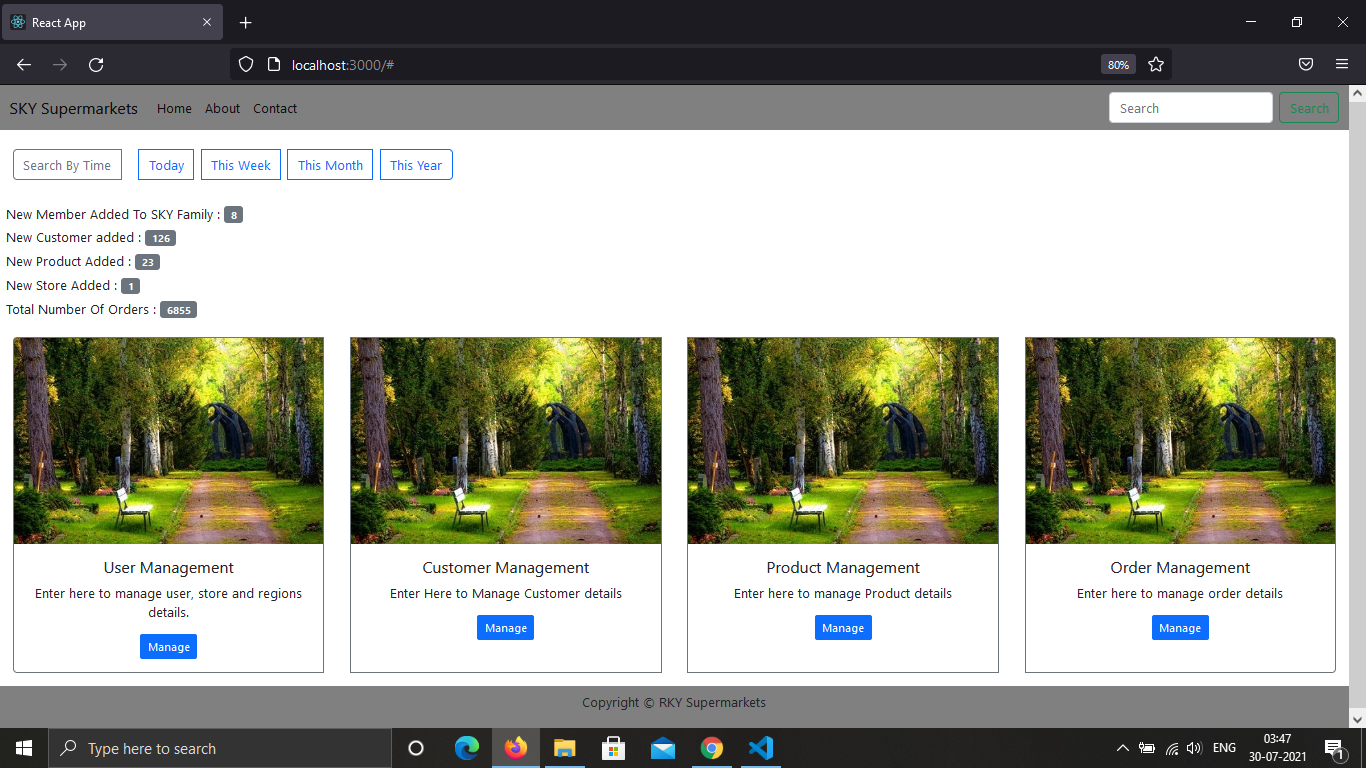 React App
localhost:3000/#
80%
SKY Supermarkets Home About Contact Search Search
Search By Time Today This Week This Month This Year
New Member Added To SKY Family : 8
New Customer added : 126
New Product Added : 23
New Store Added : 1
Total Number Of Orders : 6855
User Management
Enter here to manage user, store and regions
details.
Manage
Customer Management
Enter Here to Manage Customer details
Manage
Product Management
Enter here to manage Product details
Manage
Order Management
Enter here to manage order details
Manage
Copyright © RKY Supermarkets
Type here to search
ENG
03:47
30-07-2021
1